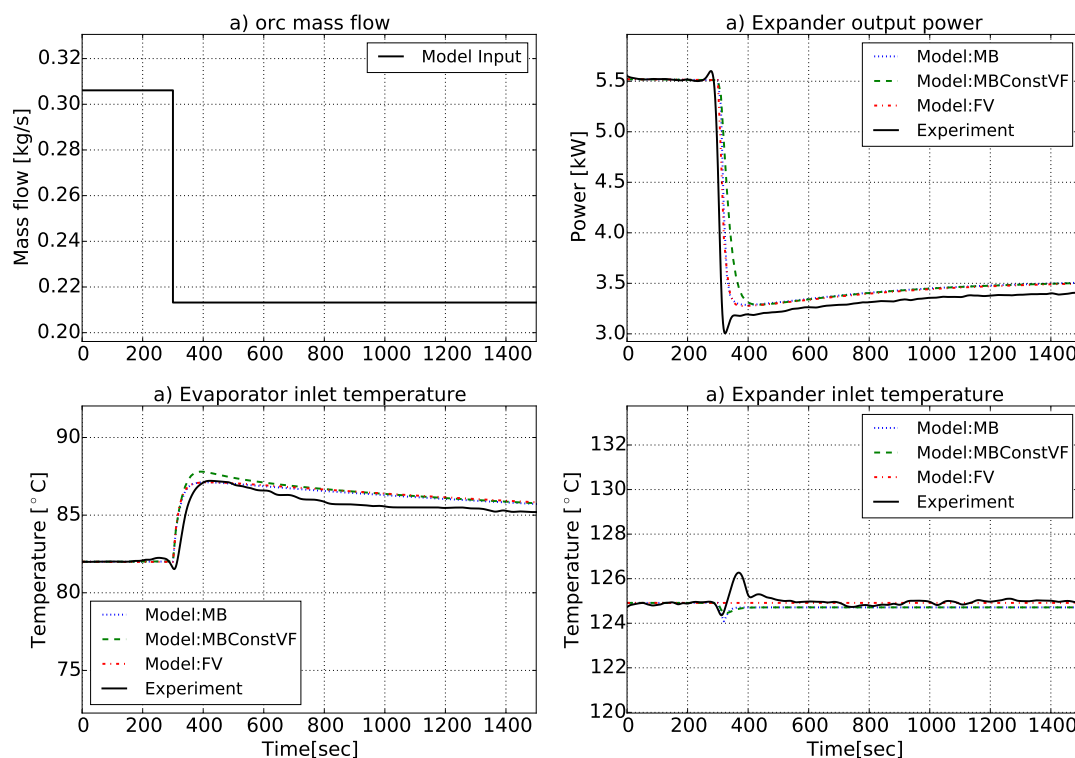 a) orc mass flow
Mass flow [kg/s]
0.32
0.30
0.28
0.26
0.24
0.22
0.20
0 200 400 600 800 1000 1200 1400
Model Input
a) Expander output power
Power [kW]
5.5
5.0
4.5
4.0
3.5
3.0
0 200 400 600 800 1000 1200 1400
Model:MB
Model:MBConstVF
Model:FV
Experiment
a) Evaporator inlet temperature
Temperature [°C]
90
85
80
75
0 200 400 600 800 1000 1200 1400
Time[sec]
Model:MB
Model:MBConstVF
Model:FV
Experiment
a) Expander inlet temperature
Temperature [°C]
132
130
128
126
124
122
120
0 200 400 600 800 1000 1200 1400
Time[sec]
Model:MB
Model:MBConstVF
Model:FV
Experiment